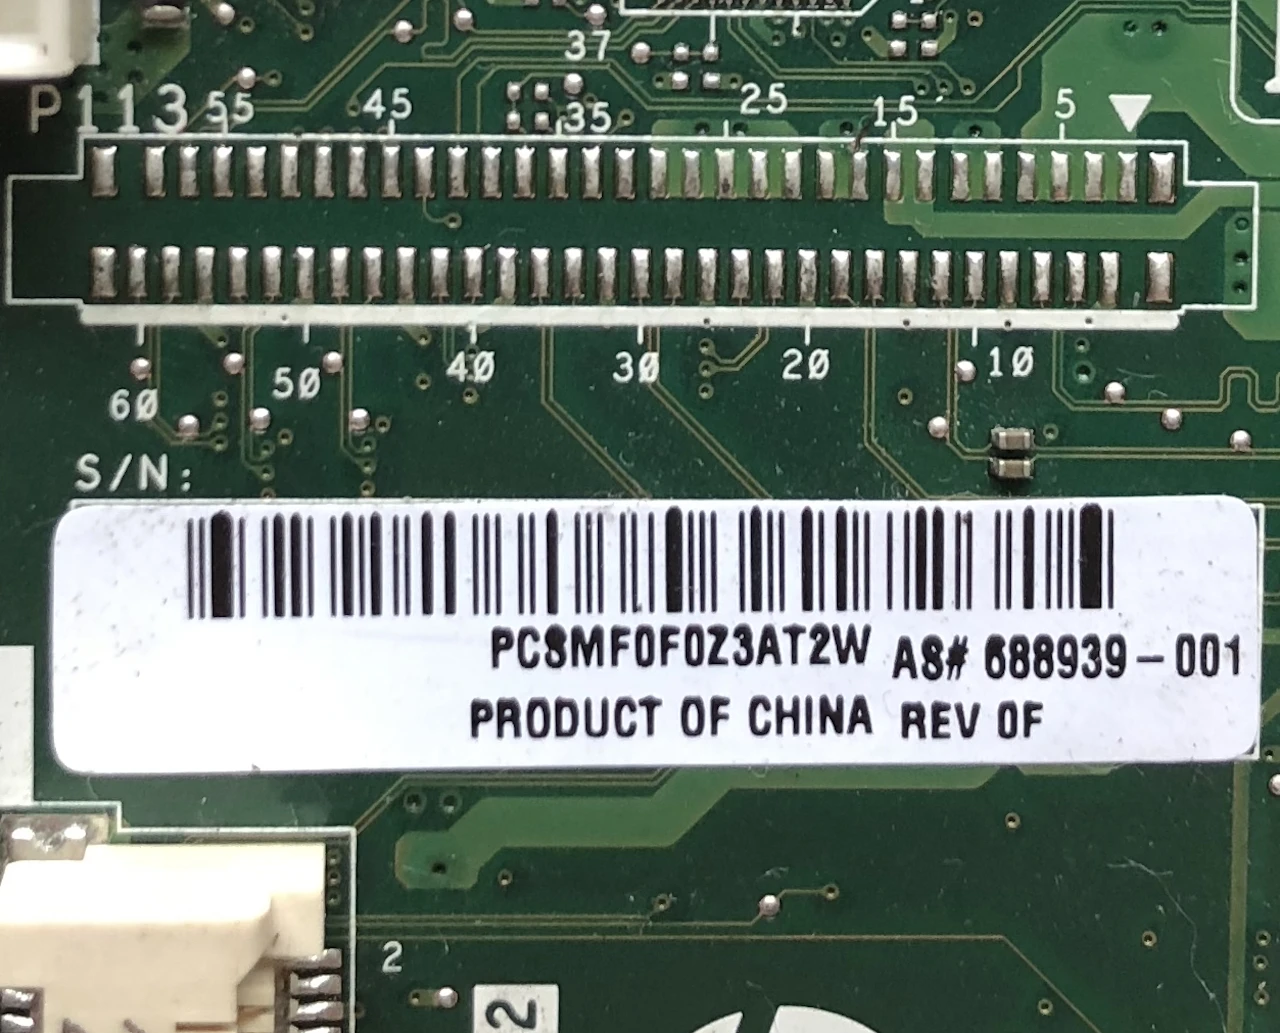 37
P113 55 45 35 25 15 5
60 50 40 30 20 10
S/N:
PCSMF0F0Z3AT2W AS# 688939-001
PRODUCT OF CHINA REV 0F
2
2